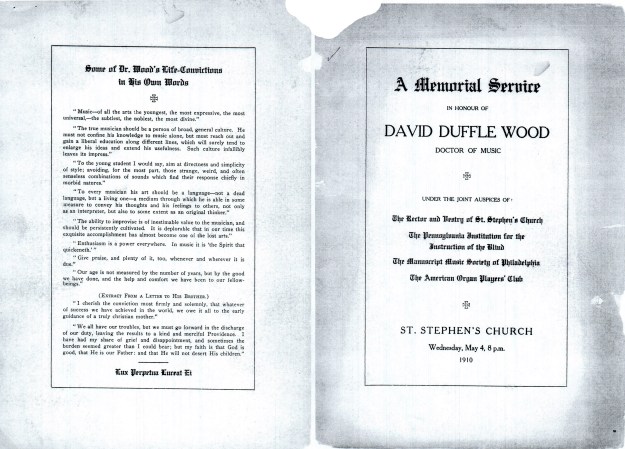 Some of Dr. Wood's Life-Convictions
in His Own Words
"Music—of all the arts the youngest, the most expressive, the most
universal,—the subtlest, the noblest, the most divine."
"The true musician should be a person of broad, general culture. He
must not confine his knowledge to music alone, but must reach out and
gain a liberal education along different lines, which will surely tend to
enlarge his ideas and extend his usefulness. Such culture infallibly
leaves its impress."
"To the young student I would say, aim at directness and simplicity
of style; avoiding, for the most part, those strange, weird, and often
senseless combinations of sounds which find their response chiefly in
morbid natures."
"To every musician his art should be a language—not a dead
language, but a living one—a medium through which he is able in some
measure to convey his thoughts and his feelings to others, not only
as an interpreter, but also to some extent as an original thinker."
"The ability to improvise is of inestimable value to the musician, and
should be persistently cultivated. It is deplorable that in our time this
exquisite accomplishment has almost become one of the lost arts."
"Enthusiasm is a power everywhere. In music it is 'the Spirit that
quickeneth.'"
"Give praise, and plenty of it, too, whenever and wherever it is
due."
"Our age is not measured by the number of years, but by the good
we have done, and the help and comfort we have born to our fellow-
beings."
(Extract From a Letter to His Brother.)
"I cherish the conviction most firmly and solemnly, that whatever
of success we have achieved in the world, we owe it all to the early
guidance of a truly christian mother."
"We all have our troubles, but we must go forward in the discharge
of our duty, leaving the results to a kind and merciful Providence. I
have had my share of grief and disappointment, and sometimes the
burden seemed greater than I could bear; but my faith is that God is
good, that He is our Father; and that He will not desert His children."
Lux Perpetua Luceat Ei
A Memorial Service
IN HONOUR OF
DAVID DUFFLE WOOD
DOCTOR OF MUSIC
UNDER THE JOINT AUSPICES OF
The Rector and Vestry of St. Stephen's Church
The Pennsylvania Institution for the
Instruction of the Blind
The Manuscript Music Society of Philadelphia
The American Organ Players' Club
ST. STEPHEN'S CHURCH
Wednesday, May 4, 8 p.m.
1910